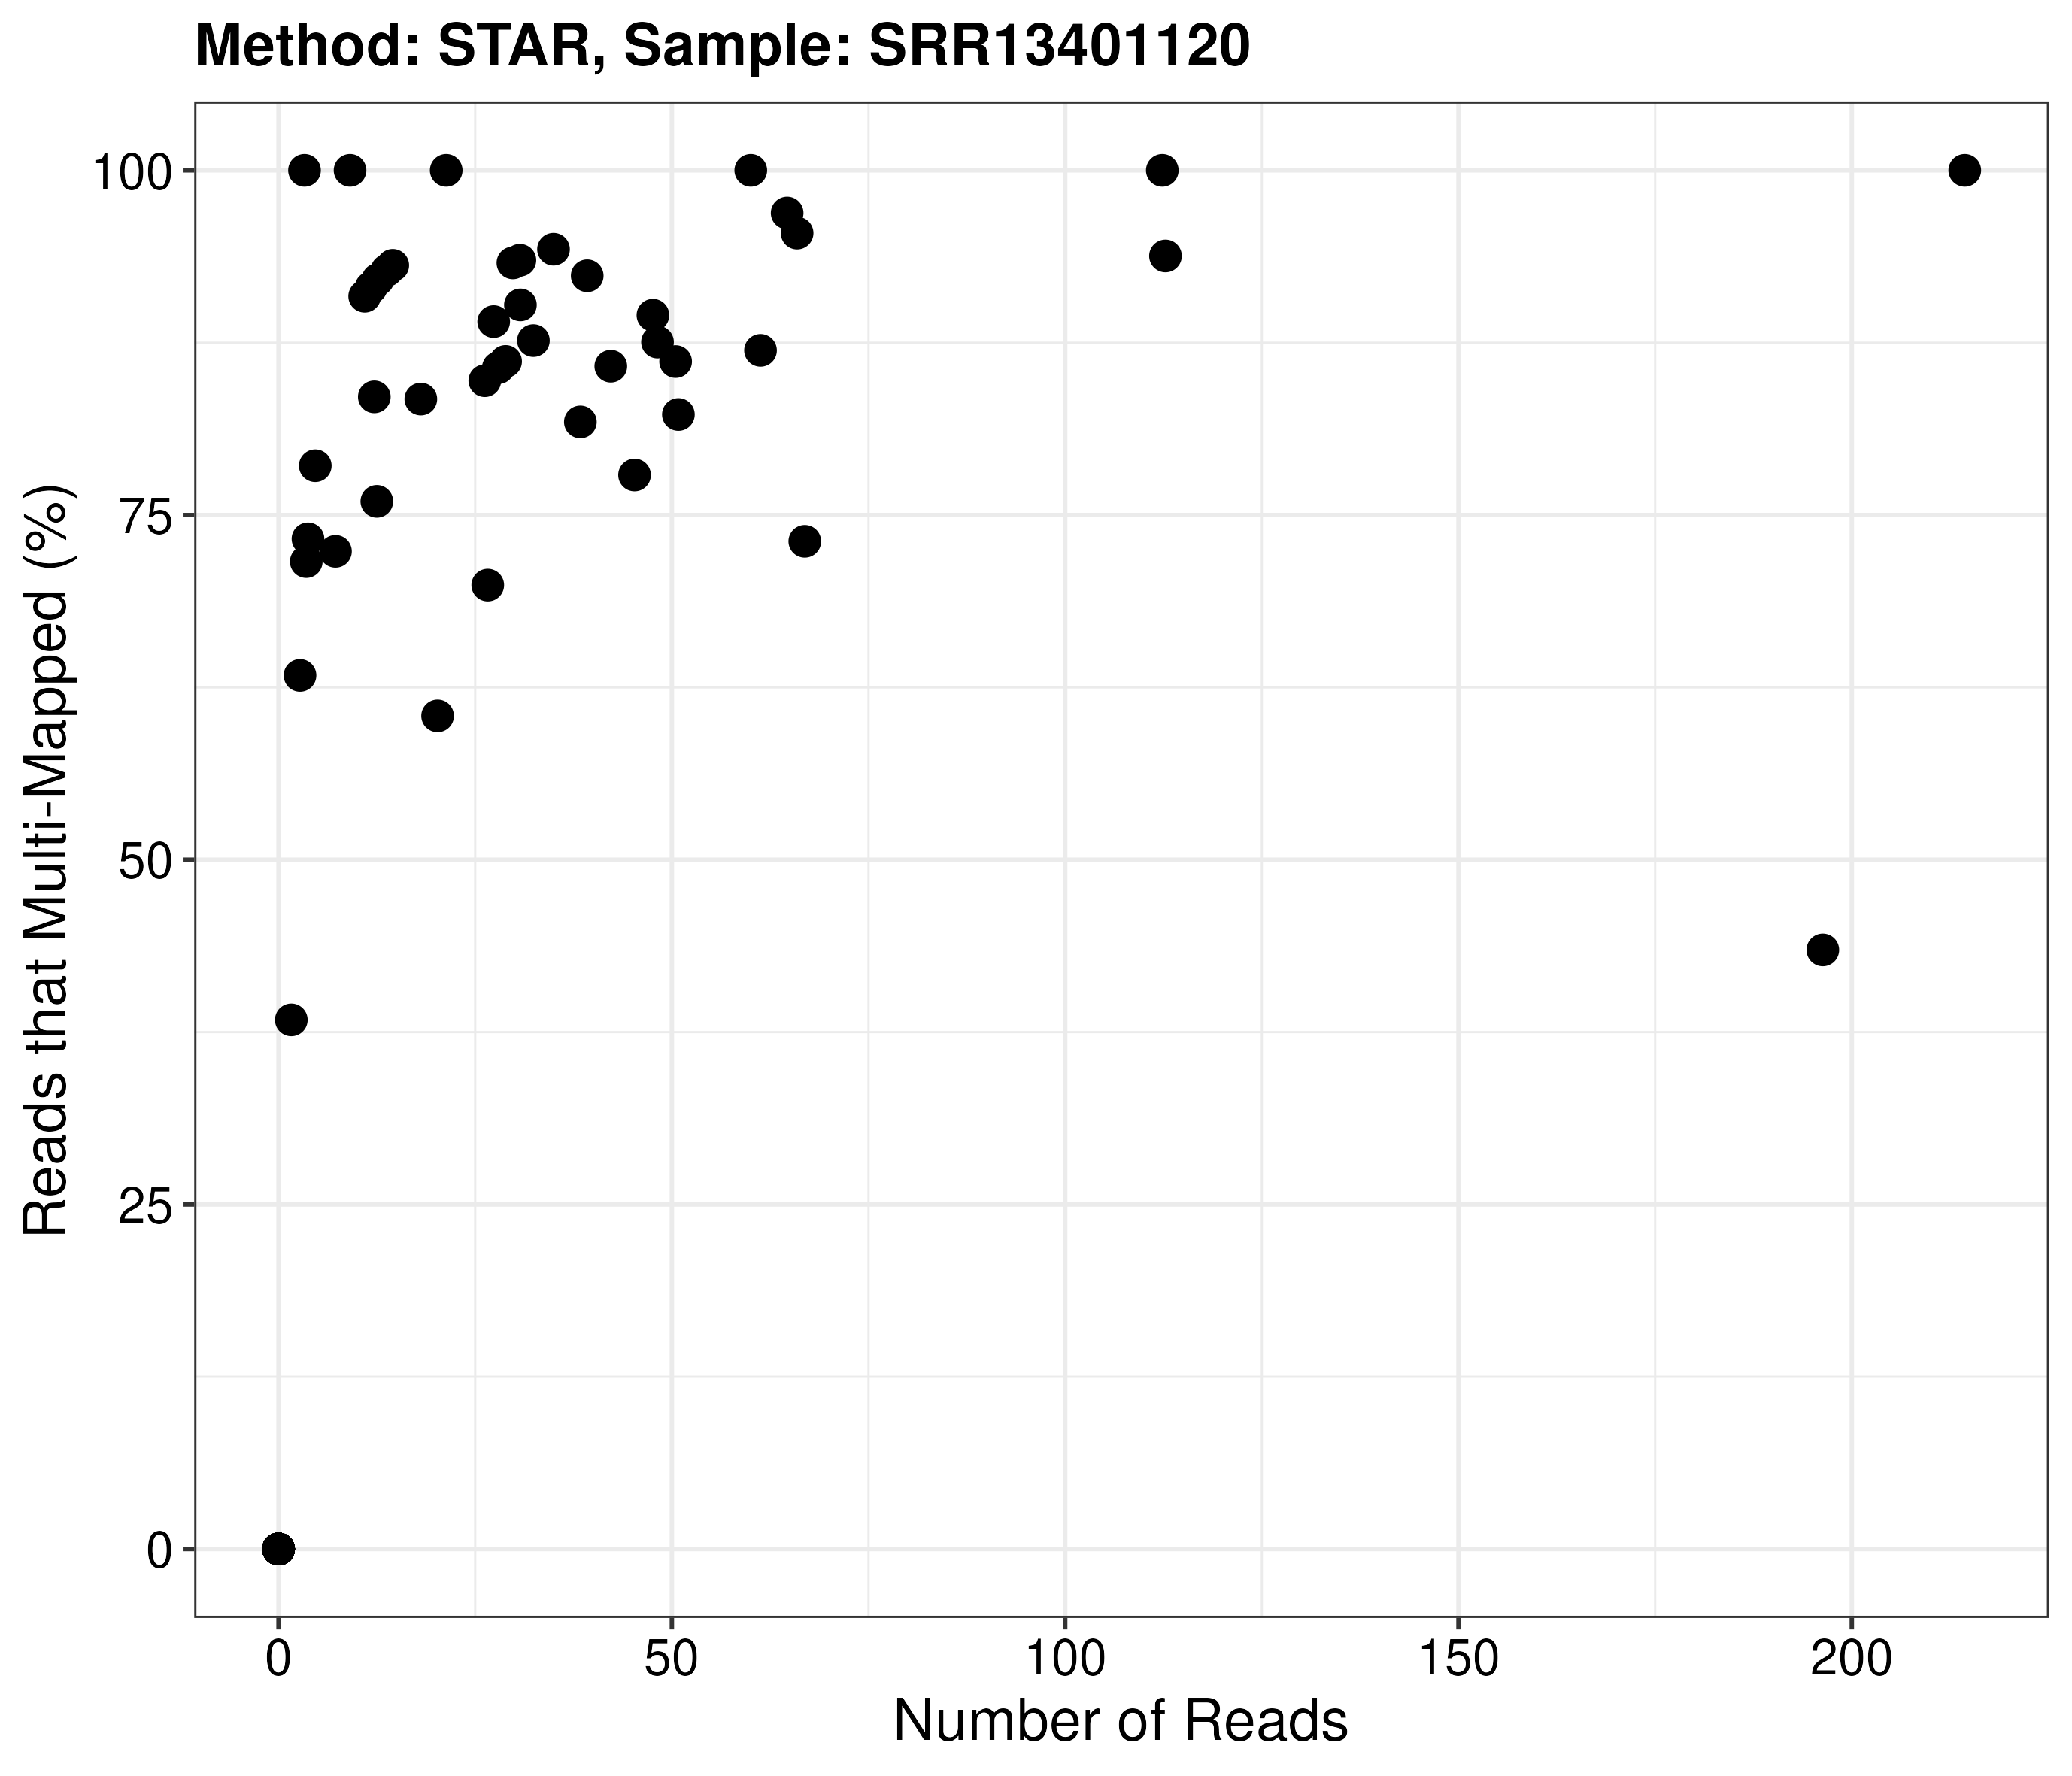 Method: STAR, Sample: SRR13401120
Reads that Multi-Mapped (%)
100
75
50
25
0
0 50 100 150 200
Number of Reads